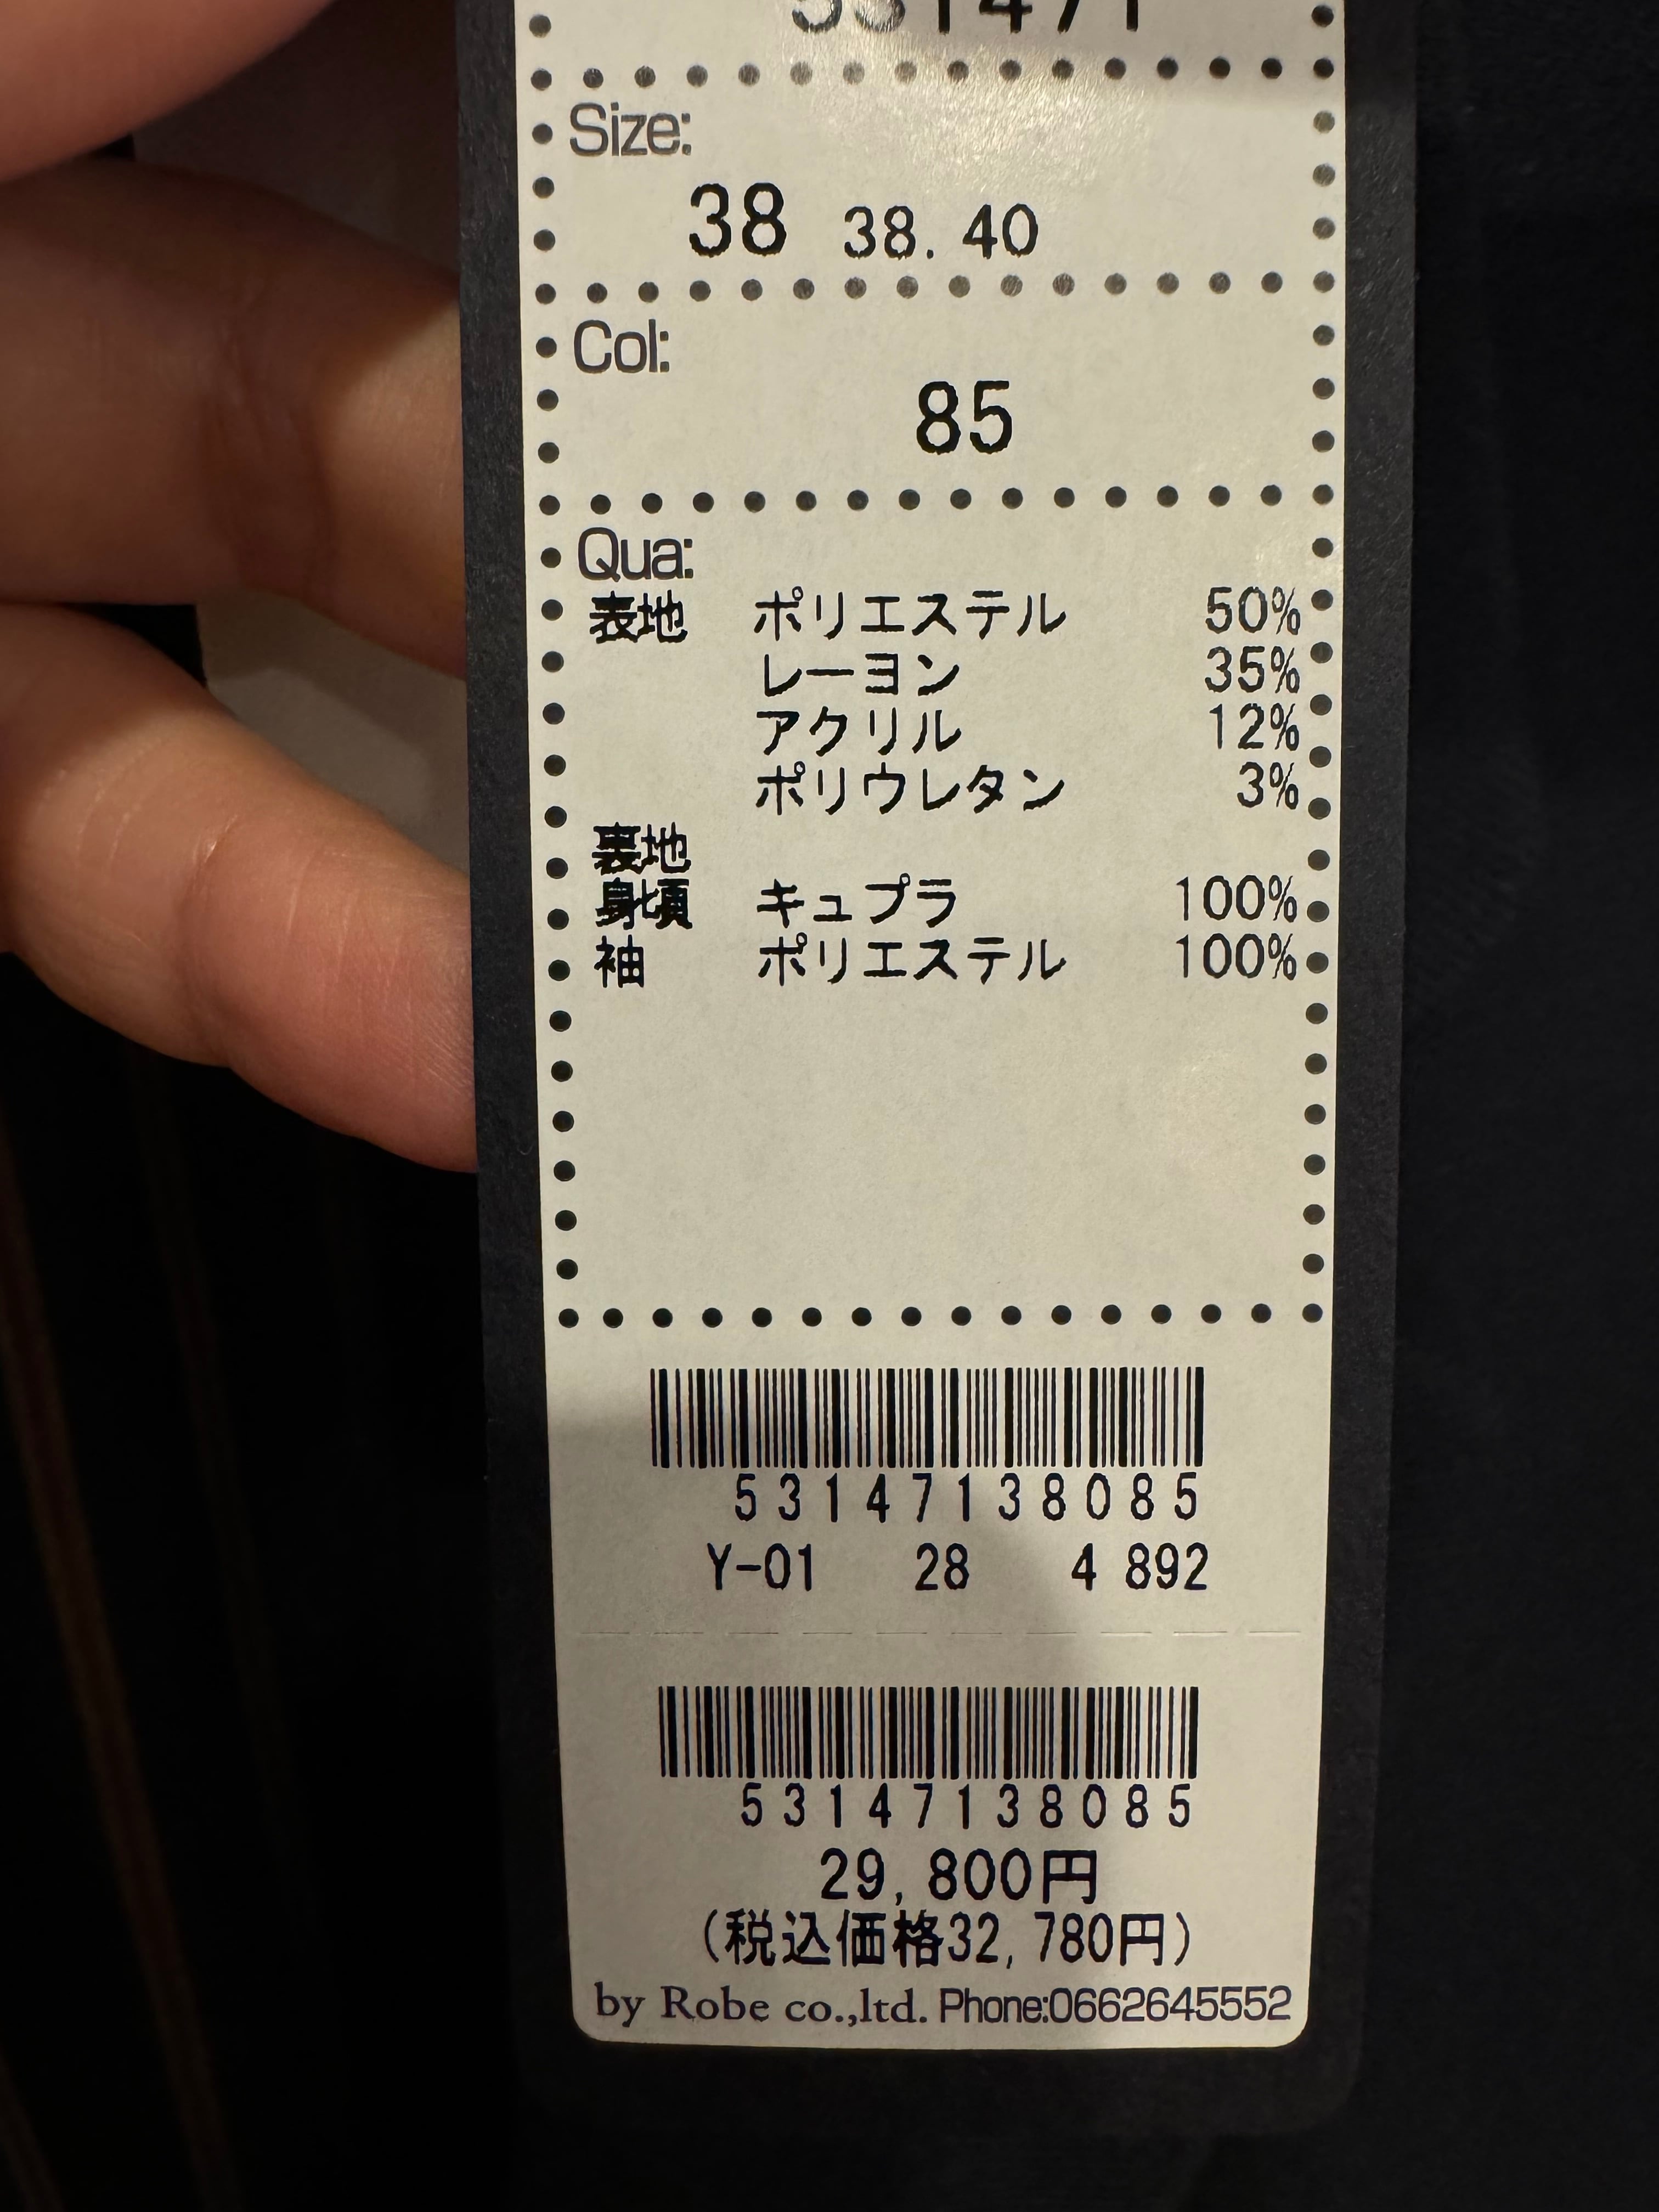 531471
Size:
38 38.40
Col:
85
Qua:
表地 ポリエステル 50%
レーヨン 35%
アクリル 12%
ポリウレタン 3%
裏地
身頃 キュプラ 100%
袖 ポリエステル 100%
53147138085
Y-01 28 4 892
53147138085
29,800円
(税込価格32,780円)
by Robe co.,ltd. Phone:0662645552